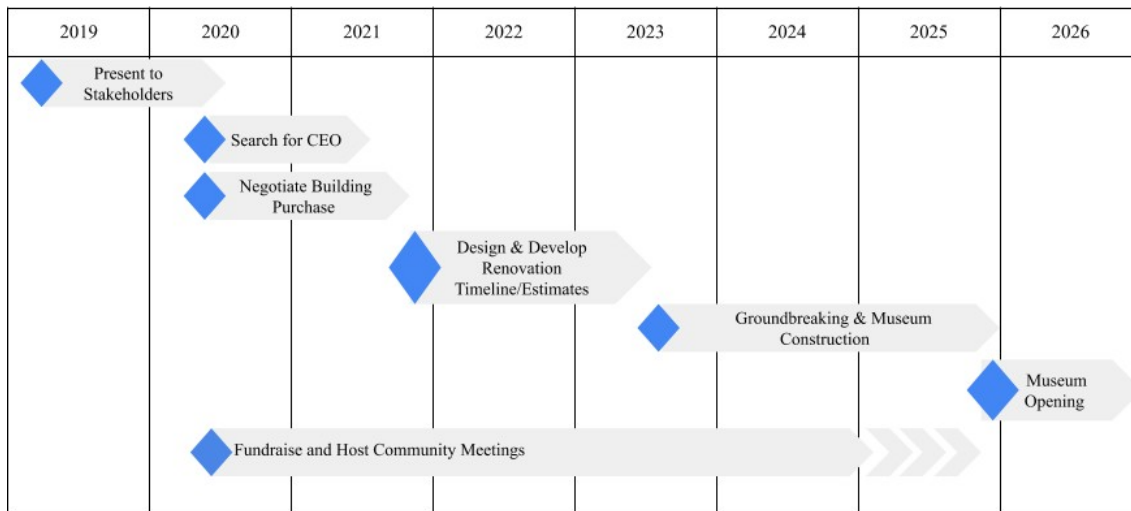 2019 2020 2021 2022 2023 2024 2025 2026
Present to
Stakeholders
Search for CEO
Negotiate Building
Purchase
Design & Develop
Renovation
Timeline/Estimates
Groundbreaking & Museum
Construction
Museum
Opening
Fundraise and Host Community Meetings